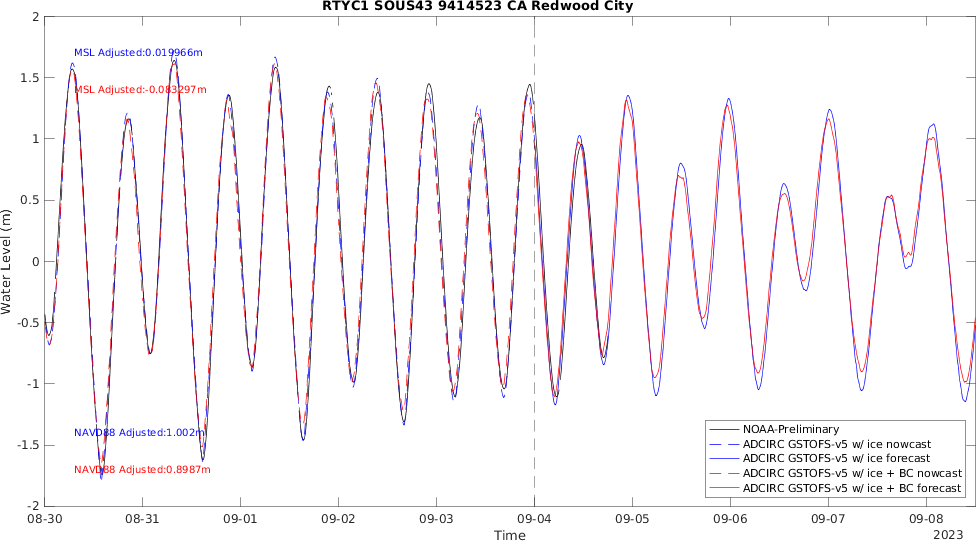 RTYC1 SOUS43 9414523 CA Redwood City
2
1.5
1
0.5
0
-0.5
-1
-1.5
-2
Water Level (m)
MSL Adjusted:0.019966m
MSL Adjusted:-0.083297m
NAVD88 Adjusted:1.002m
NAVD88 Adjusted:0.8987m
NOAA-Preliminary
ADCIRC GSTOFS-v5 w/ ice nowcast
ADCIRC GSTOFS-v5 w/ ice forecast
ADCIRC GSTOFS-v5 w/ ice + BC nowcast
ADCIRC GSTOFS-v5 w/ ice + BC forecast
08-30 08-31 09-01 09-02 09-03 09-04 09-05 09-06 09-07 09-08
Time
2023